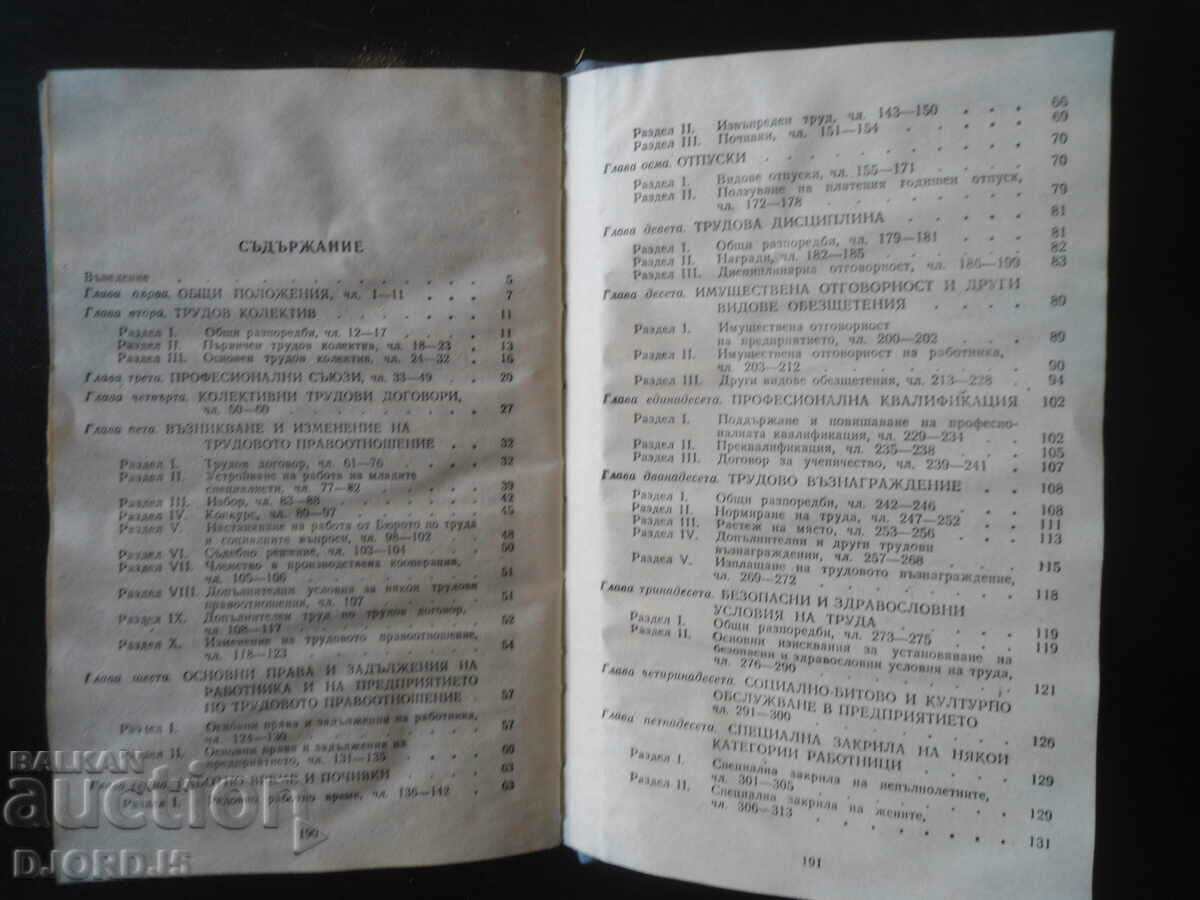 СЪДЪРЖАНИЕ
Въведение . . . . . . . . . . . 5
Глава първа. ОБЩИ ПОЛОЖЕНИЯ, чл. 1—11 . . . 7
Глава втора. ТРУДОВ КОЛЕКТИВ . . . . . 11
Раздел I. Общи разпоредби, чл. 12—17 . . . 11
Раздел II. Първичен трудов колектив, чл. 18—23 . 13
Раздел III. Основен трудов колектив, чл. 24—32 . 16
Глава трета. ПРОФЕСИОНАЛНИ СЪЮЗИ, чл. 33—49 . . 20
Глава четвърта. КОЛЕКТИВНИ ТРУДОВИ ДОГОВОРИ,
чл. 50—60 . . . . . . . . 27
Глава пета. ВЪЗНИКВАНЕ И ИЗМЕНЕНИЕ НА
ТРУДОВОТО ПРАВООТНОШЕНИЕ . . 32
Раздел I. Трудов договор, чл. 61—76 . . . 32
Раздел II. Устройване на работа на младите
специалисти, чл. 77—82 . . . . 39
Раздел III. Избор, чл. 83—88 . . . . . 42
Раздел IV. Конкурс, чл. 89—97 . . . . . 45
Раздел V. Настаняване на работа от Бюрото по труда
и социалните въпроси, чл. 98—102 . . . 48
Раздел VI. Съдебно решение, чл. 103—104 . . . 50
Раздел VII. Членство в производствена кооперация,
чл. 105—106 . . . . . . . 51
Раздел VIII. Допълнителни условия за някои трудови
правоотношения, чл. 107 . . . . 51
Раздел IX. Допълнителен труд по трудов договор,
чл. 108—117 . . . . . . . 52
Раздел X. Изменение на трудовото правоотношение,
чл. 118—123 . . . . . . . 54
Глава шеста. ОСНОВНИ ПРАВА И ЗАДЪЛЖЕНИЯ НА
РАБОТНИКА И НА ПРЕДПРИЯТИЕТО
ПО ТРУДОВОТО ПРАВООТНОШЕНИЕ . 57
Раздел I. Основни права и задължения на работника,
чл. 124—130 . . . . . . . 57
Раздел II. Основни права и задължения на
предприятието, чл. 131—135 . . . 60
Глава седма. РАБОТНО ВРЕМЕ И ПОЧИВКИ . . . 63
Раздел I. работно време, чл. 136—142 . . 63
190
66
Раздел II. Извънреден труд, чл. 143—150 . . . 69
Раздел III. Почивки, чл. 151—154 . . . . 70
Глава осма. ОТПУСКИ . . . . . . . . 70
Раздел I. Видове отпуски, чл. 155—171 . . .
Раздел II. Ползуване на платения годишен отпуск,
чл. 172—178 . . . . . . . 79
Глава девета. ТРУДОВА ДИСЦИПЛИНА . . . . 81
Раздел I. Общи разпоредби, чл. 179—181 . . . 81
Раздел II. Награди, чл. 182—185 . . . . 82
Раздел III. Дисциплинарна отговорност, чл. 186—199 . 83
Глава десета. ИМУЩЕСТВЕНА ОТГОВОРНОСТ И ДРУГИ
ВИДОВЕ ОБЕЗЩЕТЕНИЯ . . . . 89
Раздел I. Имуществена отговорност
на предприятието, чл. 200—202 . . . 89
Раздел II. Имуществена отговорност на работника,
чл. 203—212 . . . . . . . 90
Раздел III. Други видове обезщетения, чл. 213—228 . . 94
Глава единадесета. ПРОФЕСИОНАЛНА КВАЛИФИКАЦИЯ 102
Раздел I. Поддържане и повишаване на професио-
налната квалификация, чл. 229—234 . . 102
Раздел II. Преквалификация, чл. 235—238 . . . 105
Раздел III. Договор за ученичество, чл. 239—241 . 107
Глава дванадесета. ТРУДОВО ВЪЗНАГРАЖДЕНИЕ . . 108
Раздел I. Общи разпоредби, чл. 242—246 . . . 108
Раздел II. Нормиране на труда, чл. 247—252 . . 111
Раздел III. Растеж на място, чл. 253—256 . . . 113
Раздел IV. Допълнителни и други трудови
възнаграждения, чл. 257—268 . . . 115
Раздел V. Изплащане на трудовото възнаграждение,
чл. 269—272 . . . . . . . 118
Глава тринадесета. БЕЗОПАСНИ И ЗДРАВОСЛОВНИ
УСЛОВИЯ НА ТРУДА . . . . 119
Раздел I. Общи разпоредби, чл. 273—275 . . . 119
Раздел II. Основни изисквания за установяване на
безопасни и здравословни условия на труда,
чл. 276—290 . . . . . . . 121
Глава четиринадесета. СОЦИАЛНО-БИТОВО И КУЛТУРНО
ОБСЛУЖВАНЕ В ПРЕДПРИЯТИЕТО
чл. 291—300 . . . . . . . 126
Глава петнадесета. СПЕЦИАЛНА ЗАКРИЛА НА НЯКОИ
КАТЕГОРИИ РАБОТНИЦИ . . . 129
Раздел I. Специална закрила на непълнолетните,
чл. 301—305 . . . . . . . 129
Раздел II. Специална закрила на жените,
чл. 306—313 . . . . . . . 131
191
BALKAN
auction
DJORDJ5